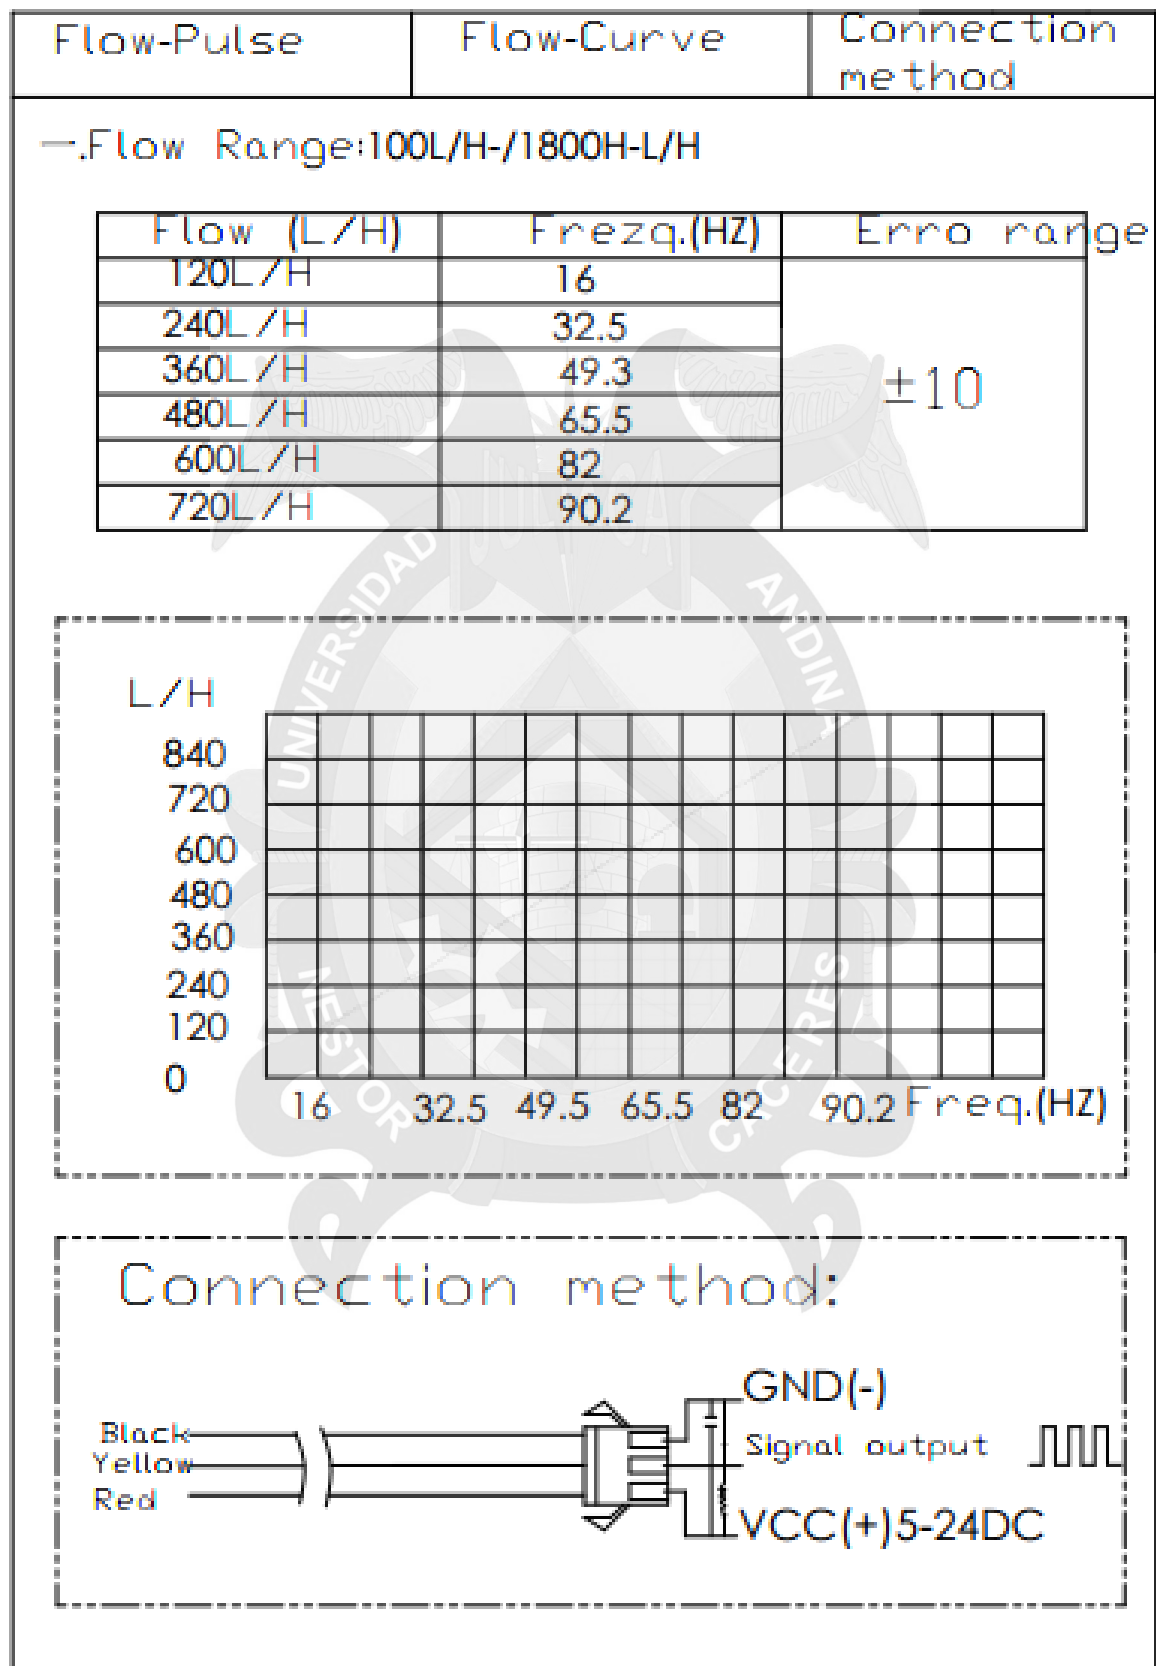 Flow-Pulse Flow-Curve Connection method
一.Flow Range:100L/H-/1800H-L/H
Flow (L/H) Frezq.(HZ) Erro range
120L/H 16
240L/H 32.5
360L/H 49.3
±10
480L/H 65.5
600L/H 82
720L/H 90.2
UNIVERSIDAD ANDINA
NESTOR CACERES
L/H
840
720
600
480
360
240
120
0
16 32.5 49.5 65.5 82 90.2 Freq.(HZ)
Connection method:
GND(-)
Black
Signal output
Yellow
Red
VCC(+)5-24DC